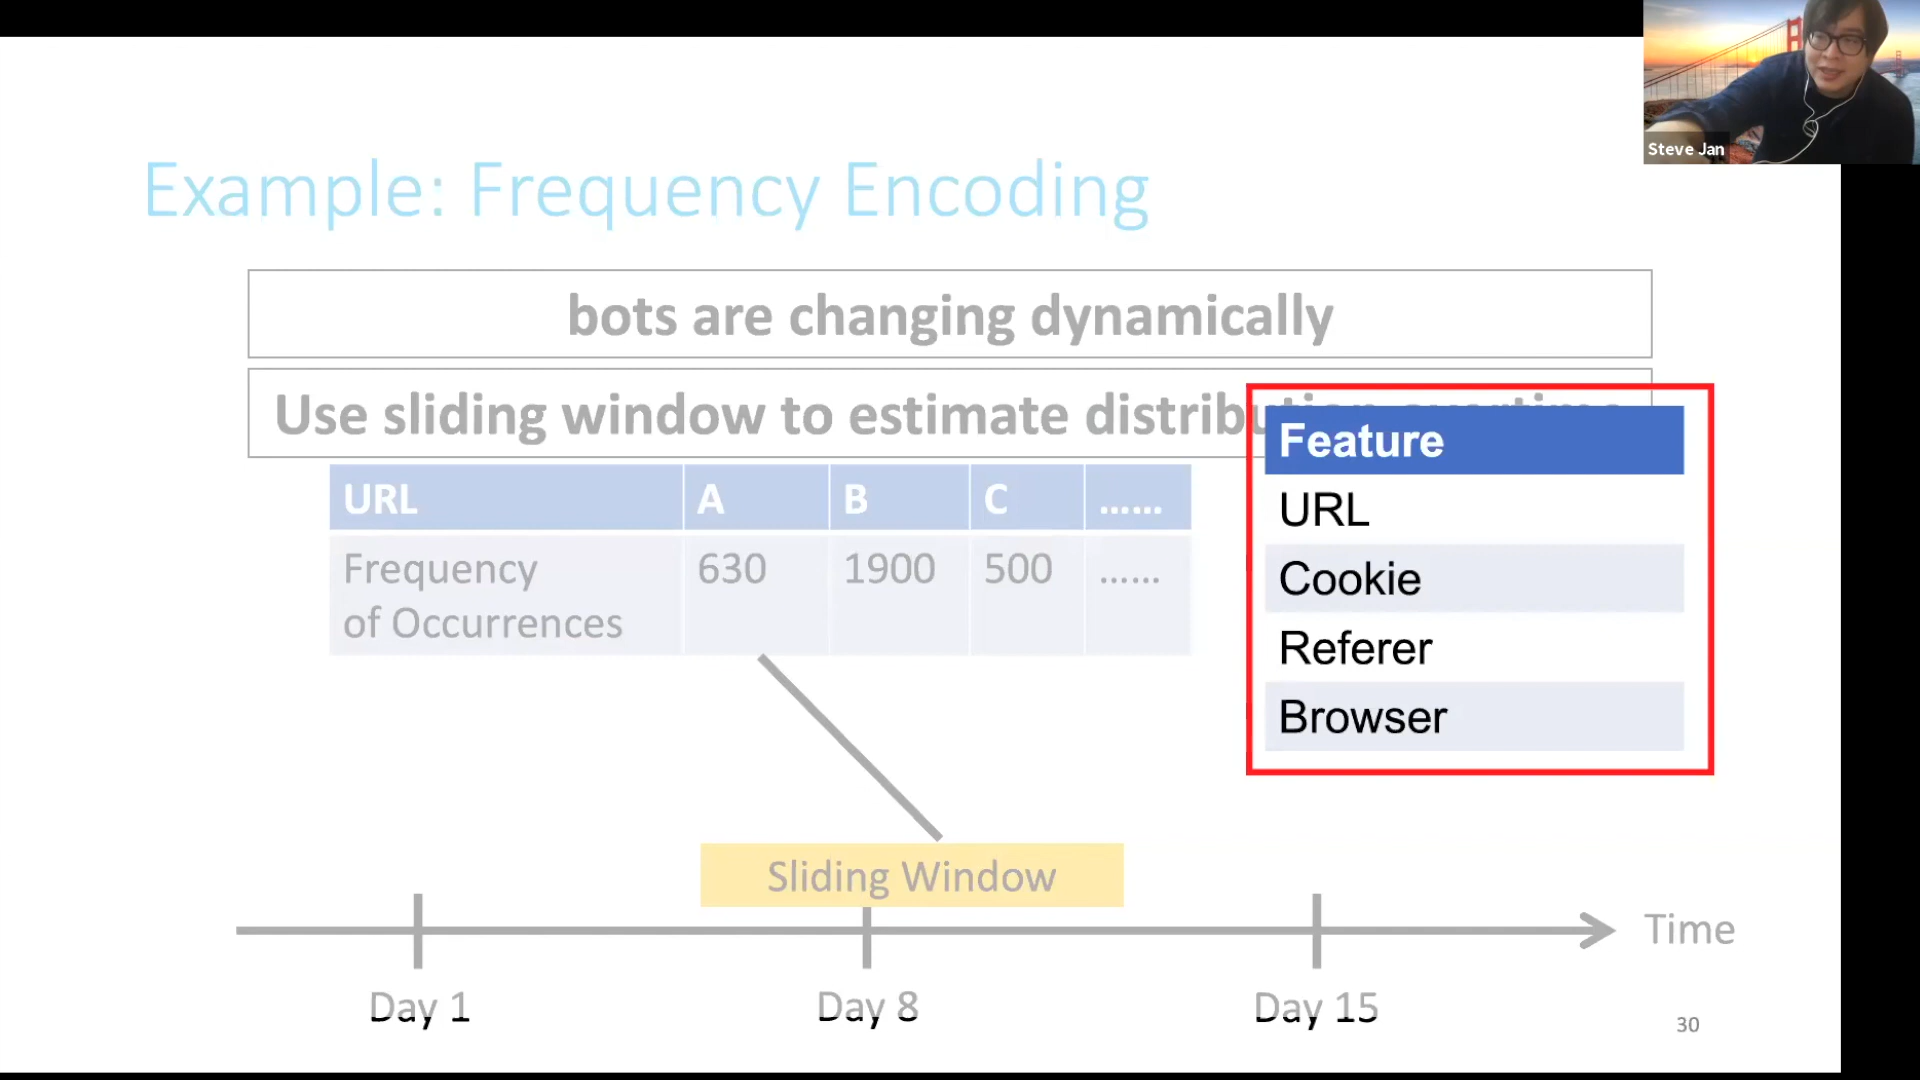 Steve Jan
Example: Frequency Encoding
bots are changing dynamically
Use sliding window to estimate
URL A B C ......
Frequency 630 1900 500 ......
of Occurrences
Feature
URL
Cookie
Referer
Browser
Sliding Window
Time
Day 1 Day 8 Day 15
30